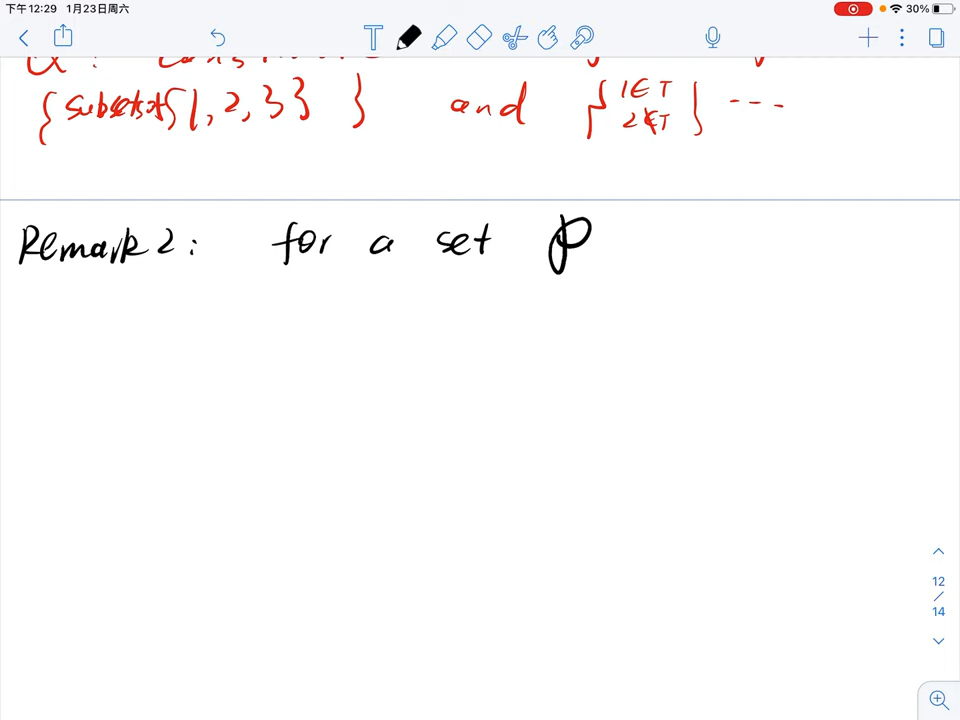 下午12:29 1月23日周六 30%
{subset of {1, 2, 3} } and { 1∈T
2∉T } ---
Remark 2: for a set P
12
/
14